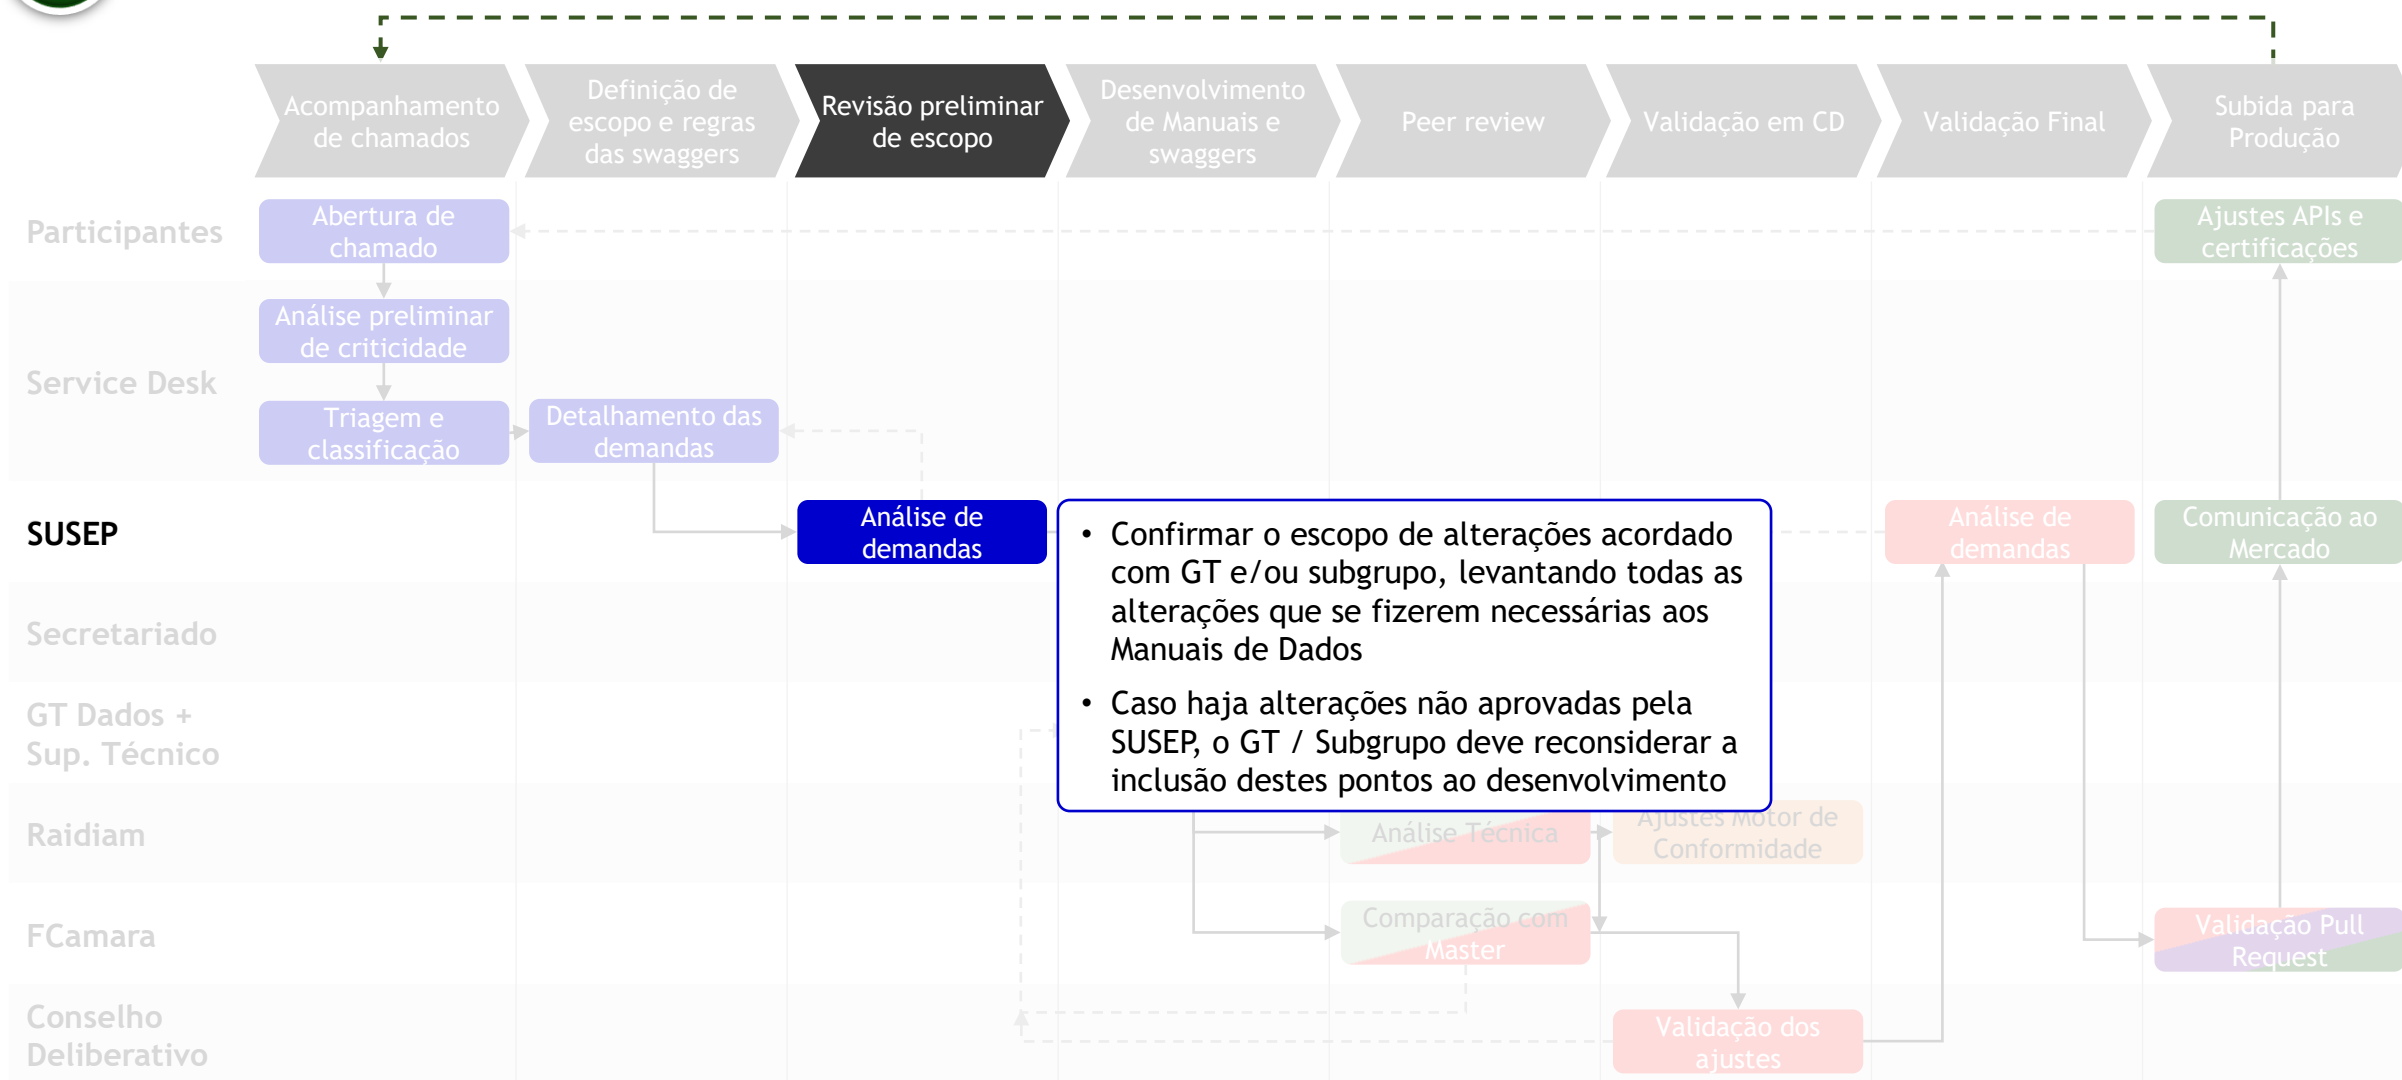 Acompanhamento
de chamados
Definição de
escopo e regras
das swaggers
Revisão preliminar
de escopo
Desenvolvimento
de Manuais e
swaggers
Peer review
Validação em CD
Validação Final
Subida para
Produção
Participantes
Abertura de
chamado
Ajustes APIs e
certificações
Service Desk
Análise preliminar
de criticidade
Triagem e
classificação
Detalhamento das
demandas
SUSEP
Análise de
demandas
• Confirmar o escopo de alterações acordado
com GT e/ou subgrupo, levantando todas as
alterações que se fizerem necessárias aos
Manuais de Dados
• Caso haja alterações não aprovadas pela
SUSEP, o GT / Subgrupo deve reconsiderar a
inclusão destes pontos ao desenvolvimento
Análise de
demandas
Comunicação ao
Mercado
Secretariado
GT Dados +
Sup. Técnico
Raidiam
Análise Técnica
Ajustes Motor de
Conformidade
FCamara
Comparação com
Master
Validação Pull
Request
Conselho
Deliberativo
Validação dos
ajustes